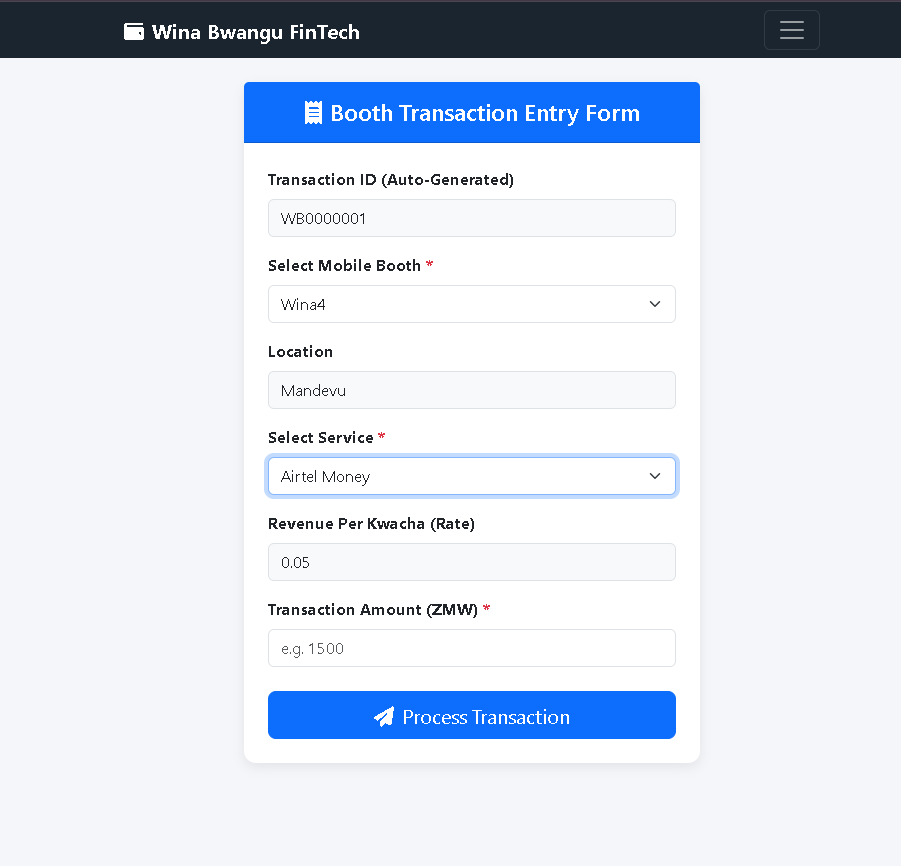 Wina Bwangu FinTech
Booth Transaction Entry Form
Transaction ID (Auto-Generated)
WB0000001
Select Mobile Booth *
Wina4
Location
Mandevu
Select Service *
Airtel Money
Revenue Per Kwacha (Rate)
0.05
Transaction Amount (ZMW) *
e.g. 1500
Process Transaction